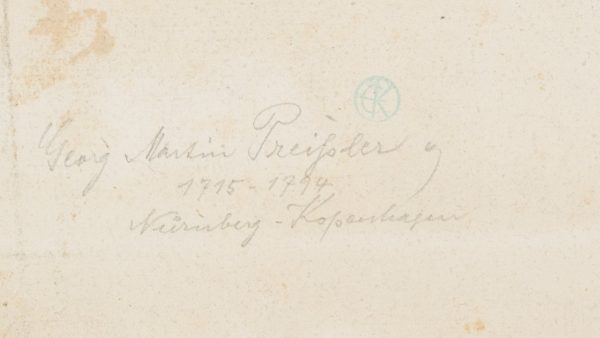 Georg Martin Preißler
1715 - 1794
Nürnberg - Kopenhagen